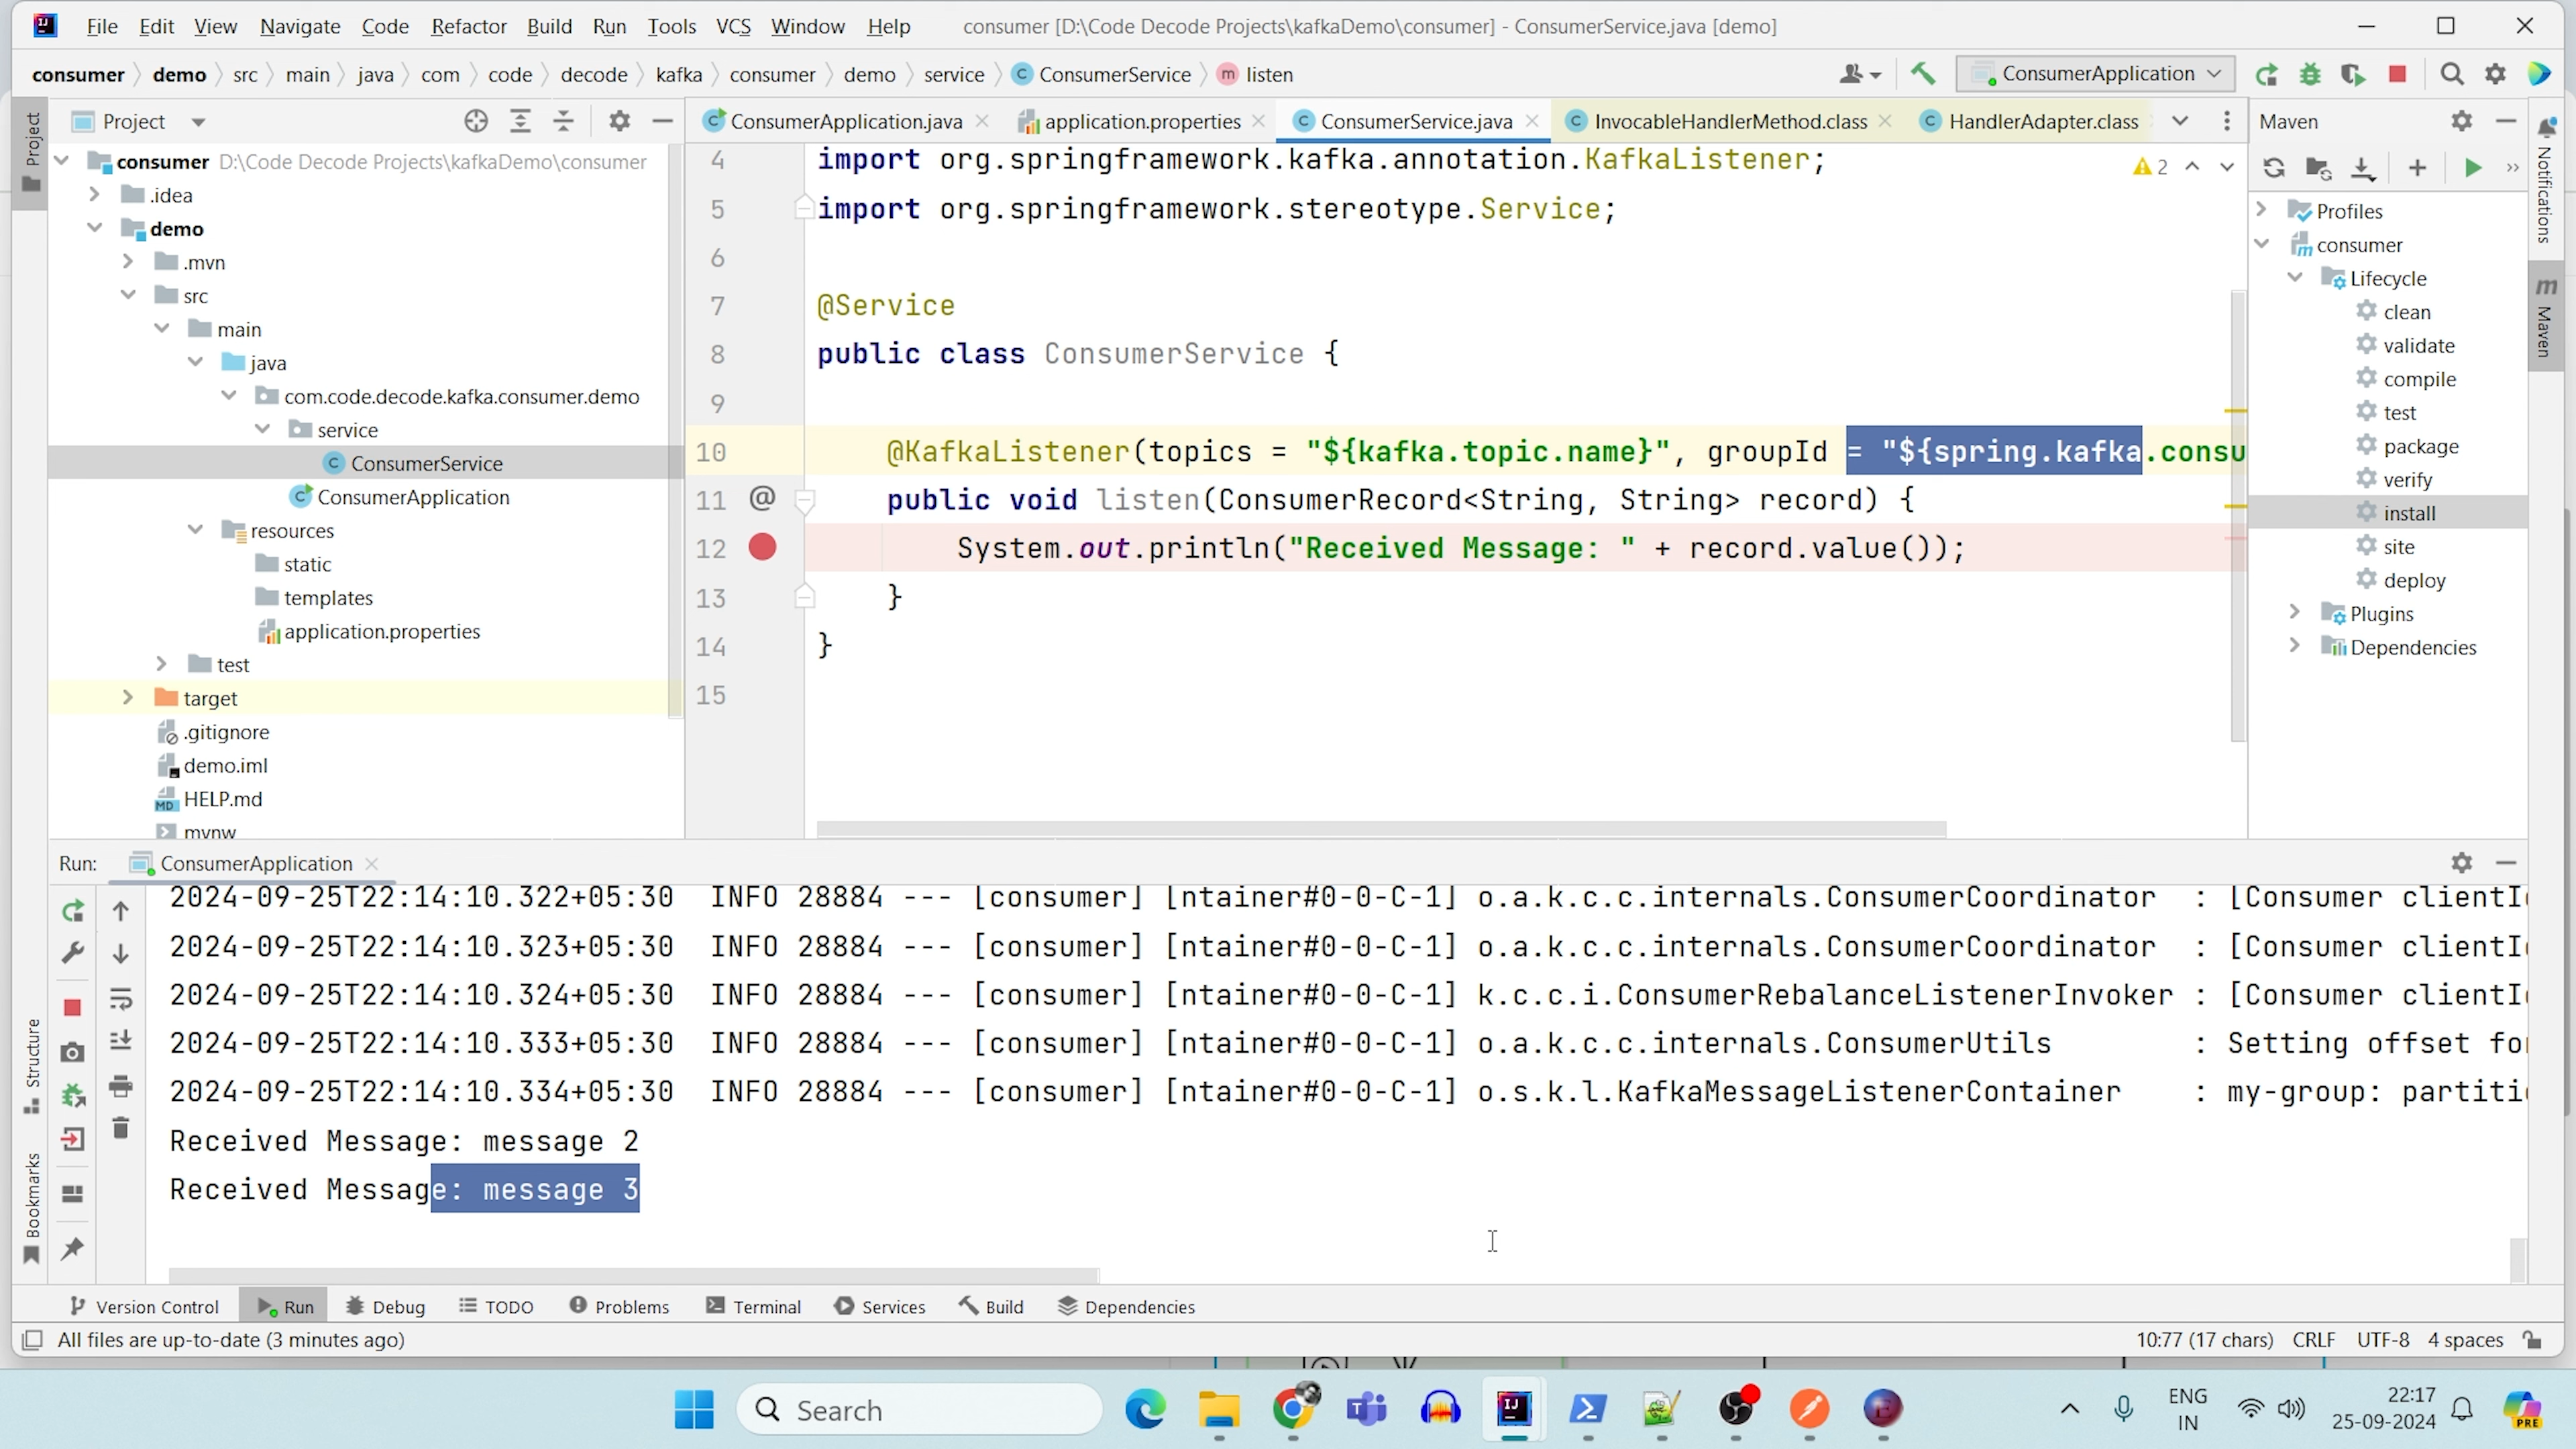 File Edit View Navigate Code Refactor Build Run Tools VCS Window Help consumer [D:\Code Decode Projects\kafkaDemo\consumer] - ConsumerService.java [demo]
consumer demo src main java com code decode kafka consumer demo service ConsumerService listen ConsumerApplication
Project
Project
ConsumerApplication.java application.properties ConsumerService.java InvocableHandlerMethod.class HandlerAdapter.class
consumer D:\Code Decode Projects\kafkaDemo\consumer
.idea
demo
.mvn
src
main
java
com.code.decode.kafka.consumer.demo
service
ConsumerService
ConsumerApplication
resources
static
templates
application.properties
test
target
.gitignore
demo.iml
HELP.md
mvnw
4 import org.springframework.kafka.annotation.KafkaListener;
5 import org.springframework.stereotype.Service;
6
7 @Service
8 public class ConsumerService {
9
10 @KafkaListener(topics = "${kafka.topic.name}", groupId = "${spring.kafka.consu
11 @ public void listen(ConsumerRecord<String, String> record) {
12 System.out.println("Received Message: " + record.value());
13 }
14 }
15
2
Maven
Profiles
consumer
Lifecycle
clean
validate
compile
test
package
verify
install
site
deploy
Plugins
Dependencies
Notifications
Maven
Structure
Bookmarks
Run: ConsumerApplication
2024-09-25T22:14:10.322+05:30 INFO 28884 --- [consumer] [ntainer#0-0-C-1] o.a.k.c.c.internals.ConsumerCoordinator : [Consumer clientI
2024-09-25T22:14:10.323+05:30 INFO 28884 --- [consumer] [ntainer#0-0-C-1] o.a.k.c.c.internals.ConsumerCoordinator : [Consumer clientI
2024-09-25T22:14:10.324+05:30 INFO 28884 --- [consumer] [ntainer#0-0-C-1] k.c.c.i.ConsumerRebalanceListenerInvoker : [Consumer clientI
2024-09-25T22:14:10.333+05:30 INFO 28884 --- [consumer] [ntainer#0-0-C-1] o.a.k.c.c.internals.ConsumerUtils : Setting offset for
2024-09-25T22:14:10.334+05:30 INFO 28884 --- [consumer] [ntainer#0-0-C-1] o.s.k.l.KafkaMessageListenerContainer : my-group: partiti
Received Message: message 2
Received Message: message 3
Version Control Run Debug TODO Problems Terminal Services Build Dependencies
All files are up-to-date (3 minutes ago) 10:77 (17 chars) CRLF UTF-8 4 spaces
Search
ENG
IN
22:17
25-09-2024
PRE